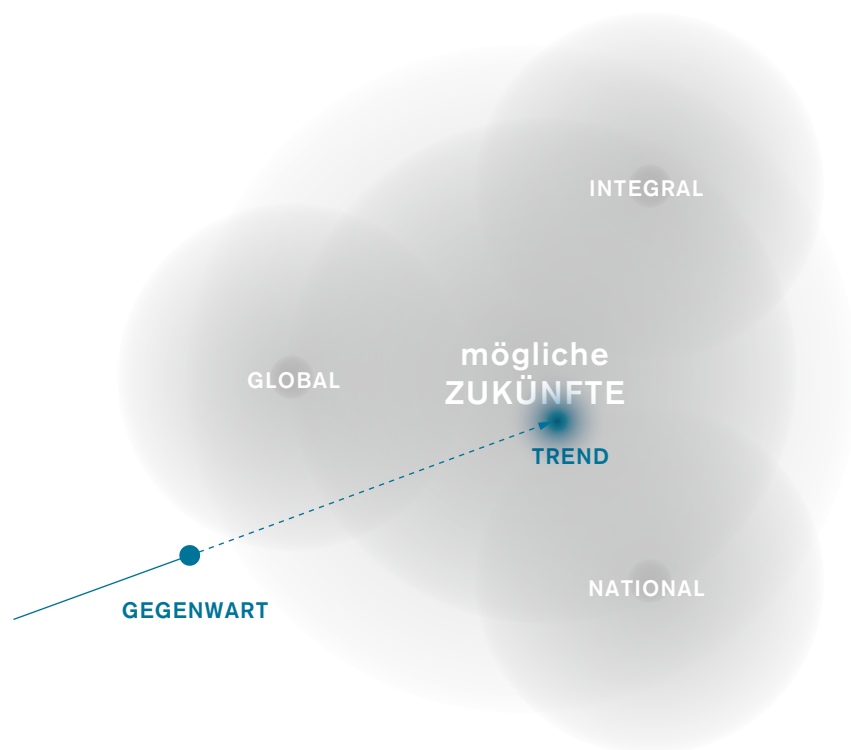 INTEGRAL
mögliche
ZUKÜNFTE
GLOBAL
TREND
NATIONAL
GEGENWART